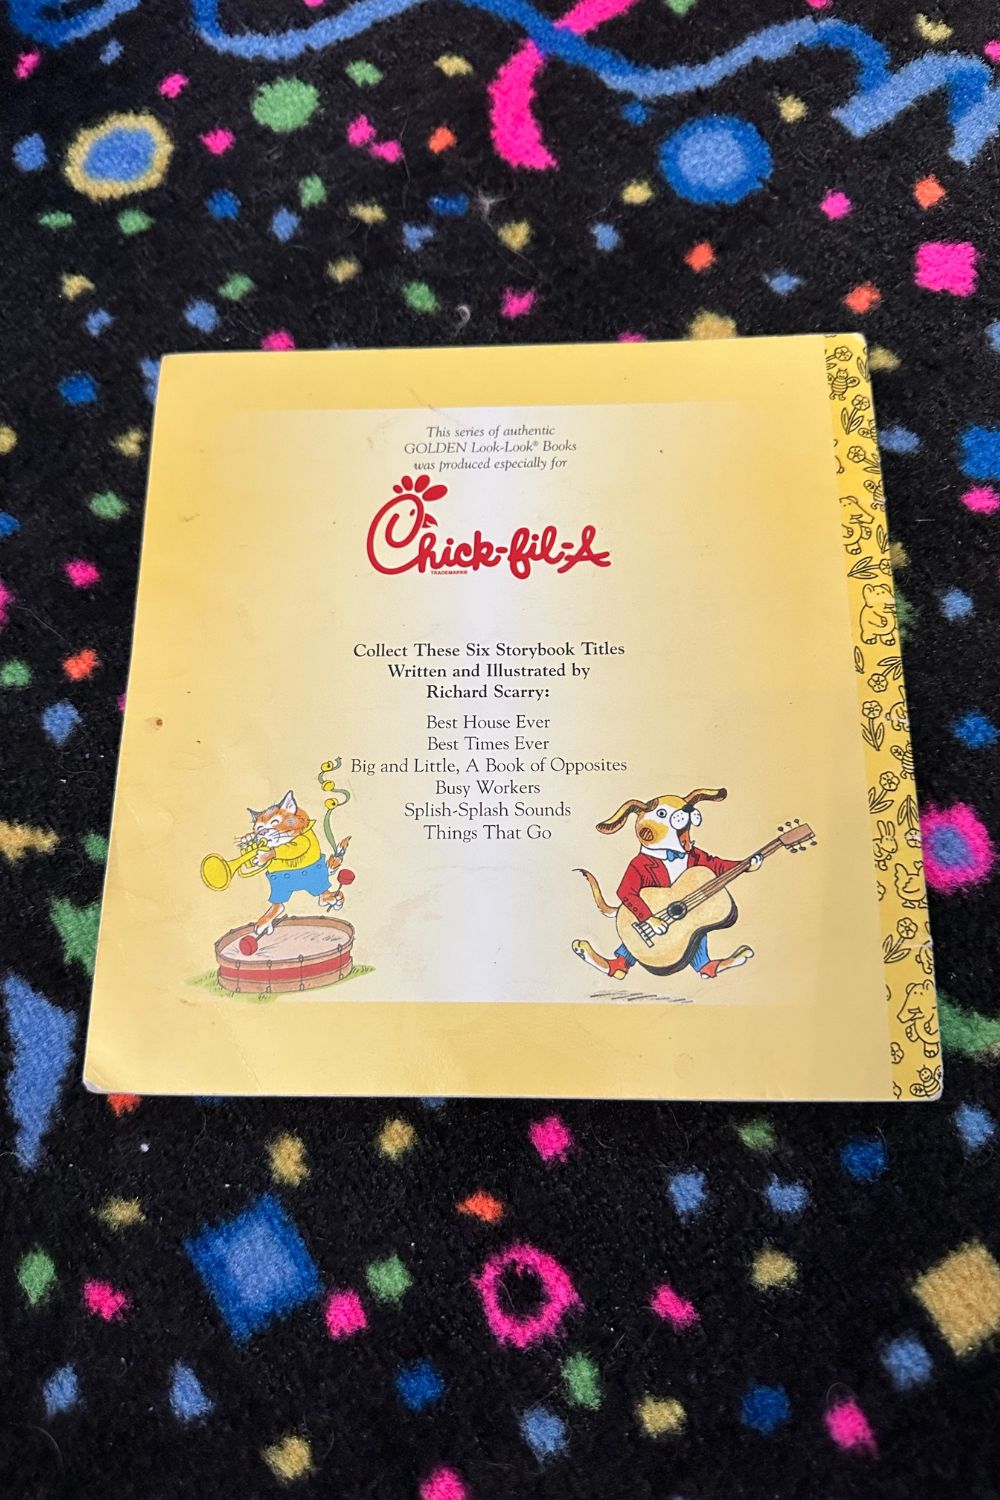 This series of authentic
GOLDEN Look-Look® Books
was produced especially for
Chick-fil-A
TRADEMARK®
Collect These Six Storybook Titles
Written and Illustrated by
Richard Scarry:
Best House Ever
Best Times Ever
Big and Little, A Book of Opposites
Busy Workers
Splish-Splash Sounds
Things That Go